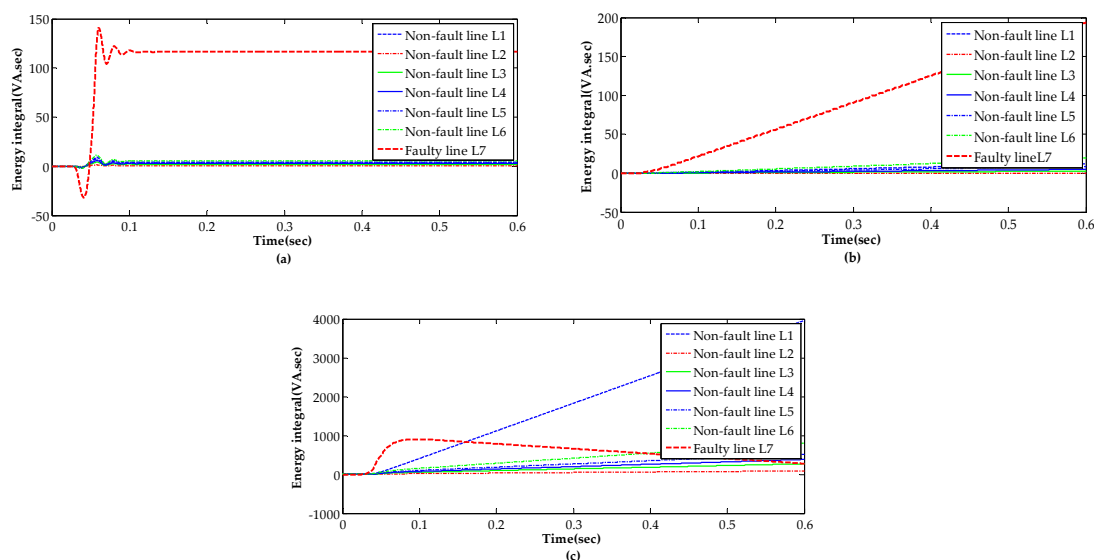 150
100
50
0
-50
0
0.1
0.2
0.3
0.4
0.5
0.6
Energy integral(VA.sec)
Time(sec)
(a)
Non-fault line L1
Non-fault line L2
Non-fault line L3
Non-fault line L4
Non-fault line L5
Non-fault line L6
Faulty line L7
200
150
100
50
0
-50
0
0.1
0.2
0.3
0.4
0.5
0.6
Energy integral(VA.sec)
Time(sec)
(b)
Non-fault line L1
Non-fault line L2
Non-fault line L3
Non-fault line L4
Non-fault line L5
Non-fault line L6
Faulty lineL7
4000
3000
2000
1000
0
-1000
0
0.1
0.2
0.3
0.4
0.5
0.6
Energy integral(VA.sec)
Time(sec)
(c)
Non-fault line L1
Non-fault line L2
Non-fault line L3
Non-fault line L4
Non-fault line L5
Non-fault line L6
Faulty line L7